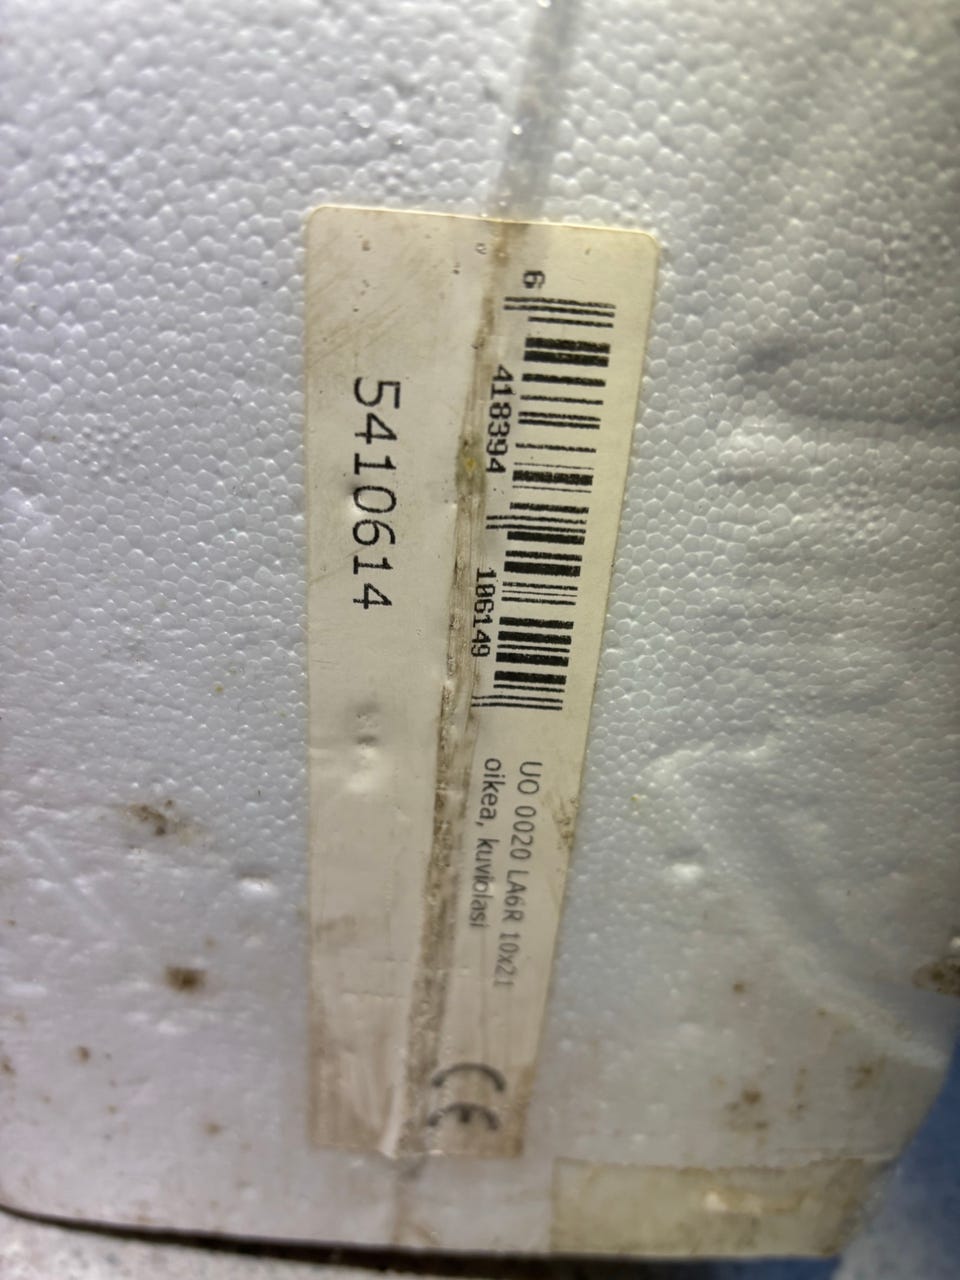 6 418394 106149
5410614
UO 0020 LA6R 10x21
oikea, kuviolasi
CE